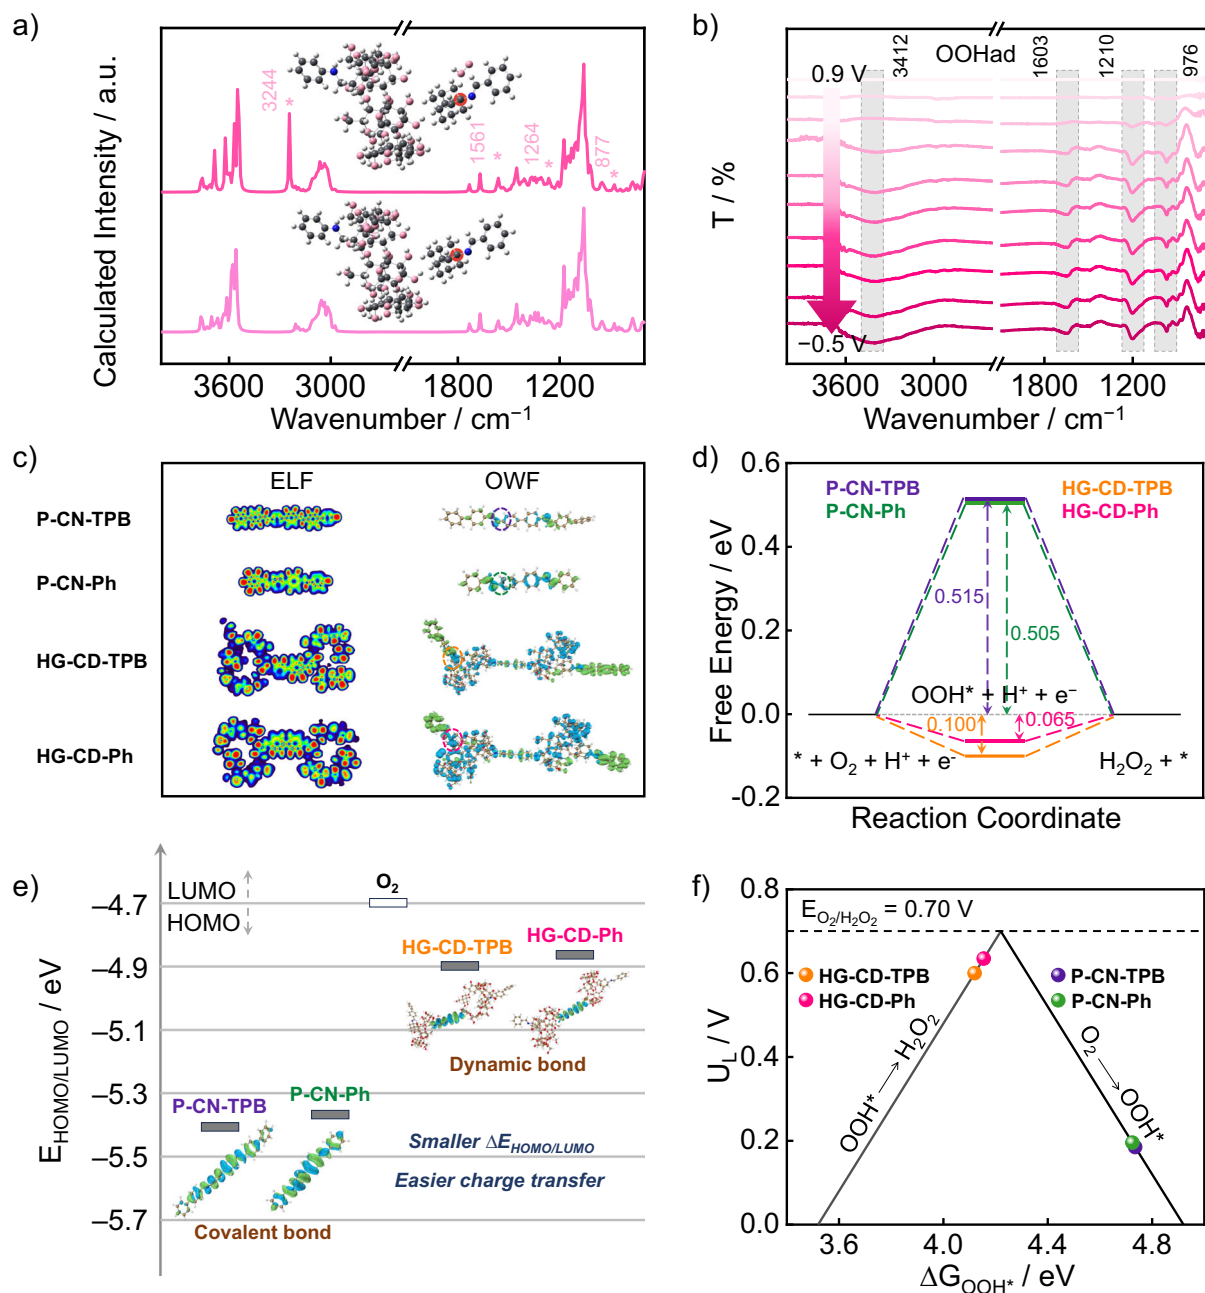 a)
Calculated Intensity / a.u.
3244
*
1561
*
1264
*
877
*
3600
3000
1800
1200
Wavenumber / cm⁻¹
b)
T / %
3412
OOHad
1603
1210
976
0.9 V
−0.5 V
3600
3000
1800
1200
Wavenumber / cm⁻¹
c)
ELF
OWF
P-CN-TPB
P-CN-Ph
HG-CD-TPB
HG-CD-Ph
d)
Free Energy / eV
0.6
0.4
0.2
0.0
-0.2
P-CN-TPB
P-CN-Ph
HG-CD-TPB
HG-CD-Ph
0.515
0.505
OOH* + H⁺ + e⁻
0.100
0.065
* + O₂ + H⁺ + e⁻
H₂O₂ + *
Reaction Coordinate
e)
E_HOMO/LUMO / eV
LUMO
HOMO
–4.7
–4.9
–5.1
–5.3
–5.5
–5.7
O₂
HG-CD-TPB
HG-CD-Ph
Dynamic bond
P-CN-TPB
P-CN-Ph
Smaller ΔE_HOMO/LUMO
Easier charge transfer
Covalent bond
f)
U_L / V
0.8
0.6
0.4
0.2
0.0
E_O₂/H₂O₂ = 0.70 V
HG-CD-TPB
HG-CD-Ph
P-CN-TPB
P-CN-Ph
OOH* → H₂O₂
O₂ → OOH*
3.6
4.0
4.4
4.8
ΔG_OOH* / eV